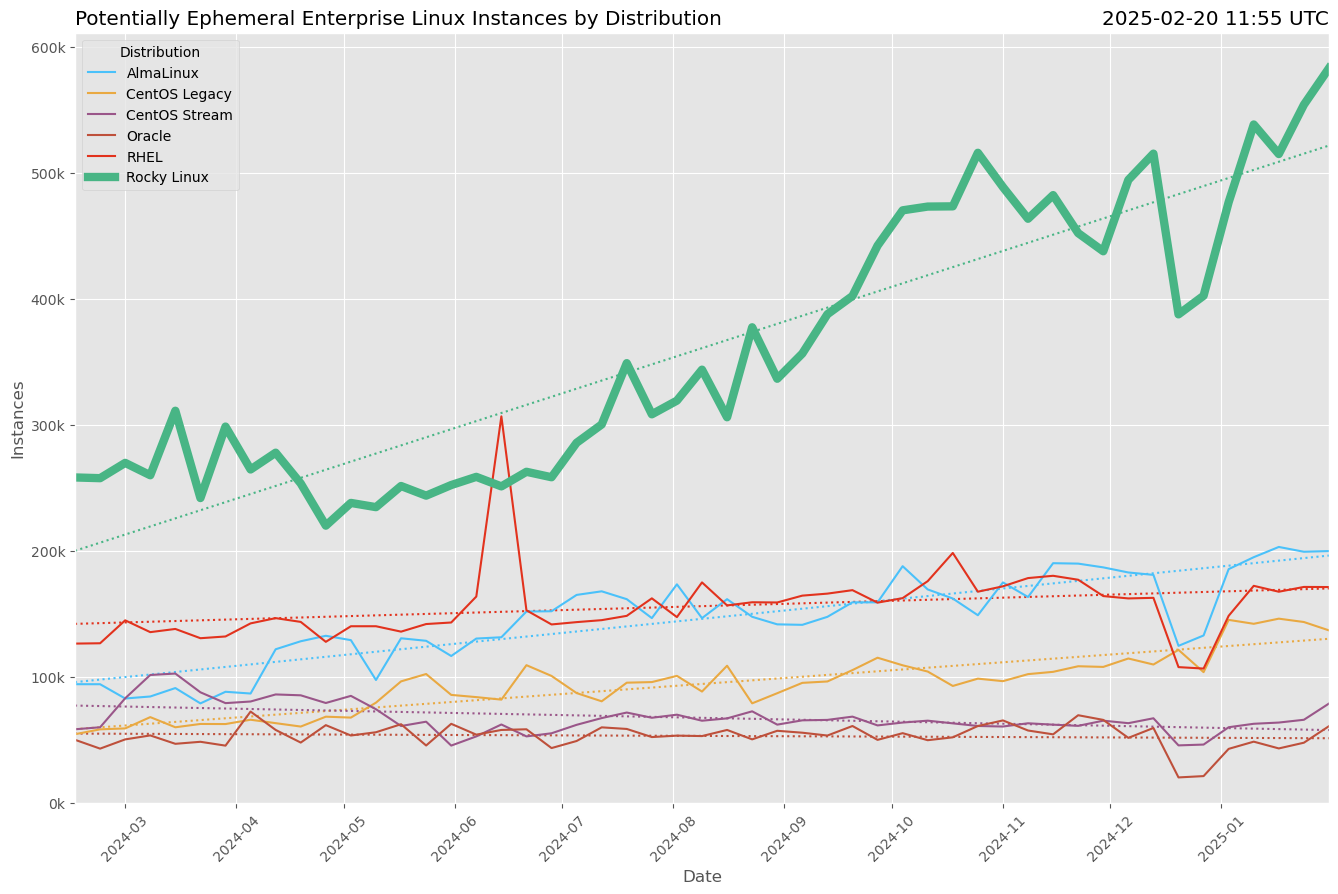 Potentially Ephemeral Enterprise Linux Instances by Distribution
2025-02-20 11:55 UTC
600k
500k
400k
300k
200k
100k
0k
Instances
Distribution
AlmaLinux
CentOS Legacy
CentOS Stream
Oracle
RHEL
Rocky Linux
2024-03
2024-04
2024-05
2024-06
2024-07
2024-08
2024-09
2024-10
2024-11
2024-12
2025-01
Date